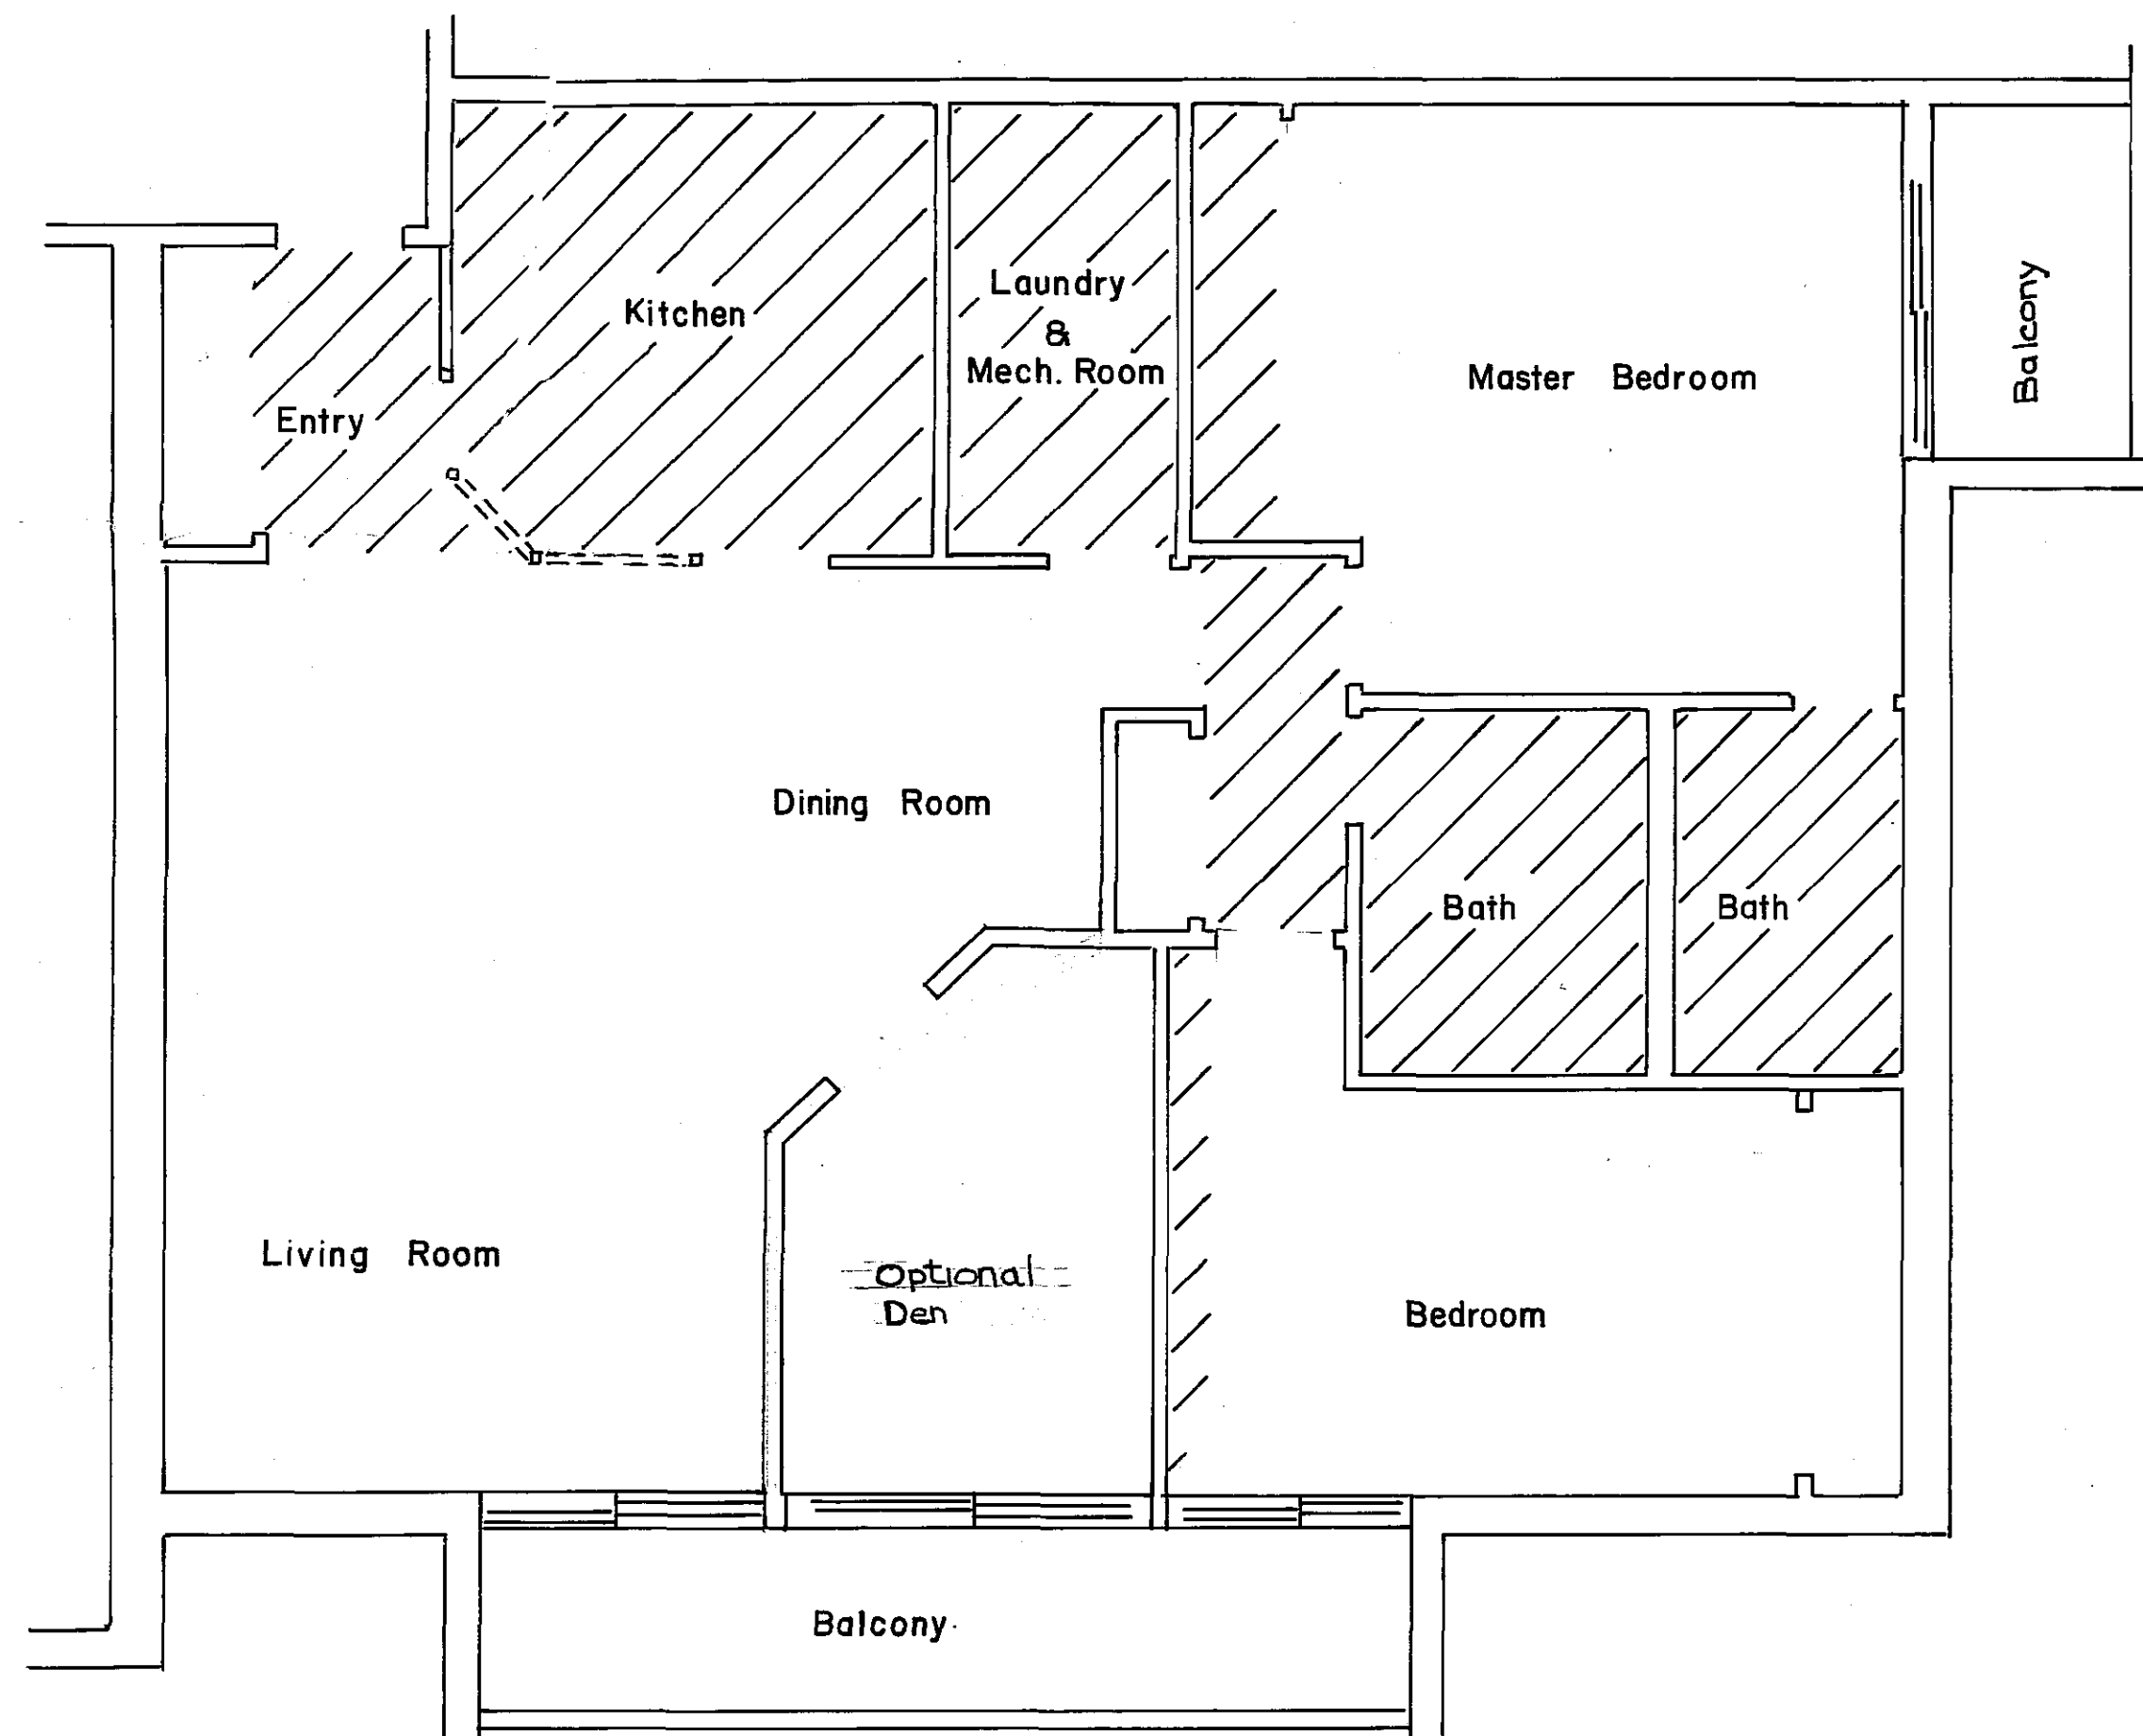 Kitchen
Laundry
&
Mech. Room
Master Bedroom
Balcony
Entry
Dining Room
Bath
Bath
Living Room
Optional
Den
Bedroom
Balcony